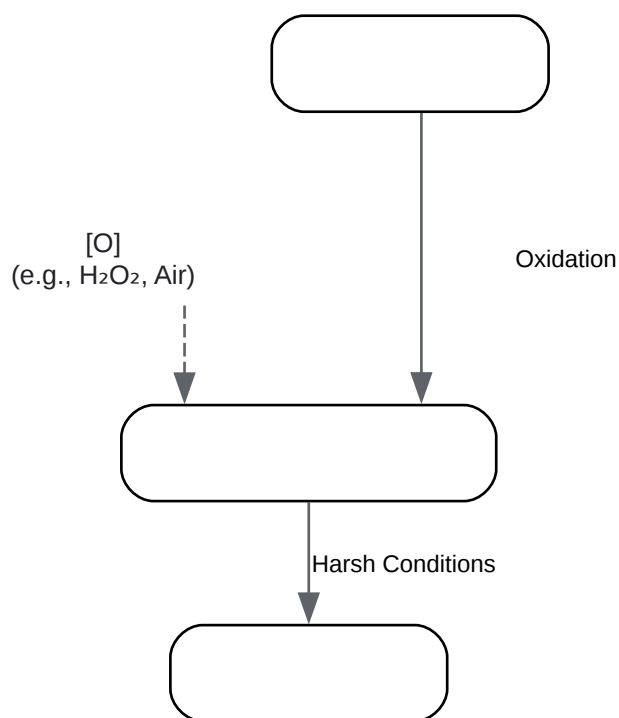 [O]
(e.g., H₂O₂, Air)
Oxidation
Harsh Conditions